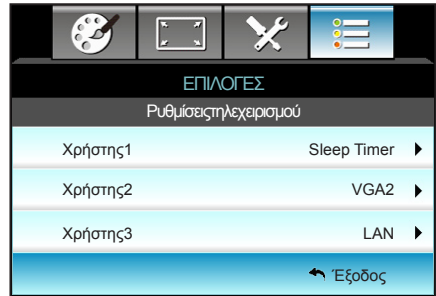 ΕΠΙΛΟΓΕΣ
Ρυθμίσειςτηλεχειρισμού
Χρήστης1 Sleep Timer
Χρήστης2 VGA2
Χρήστης3 LAN
Έξοδος